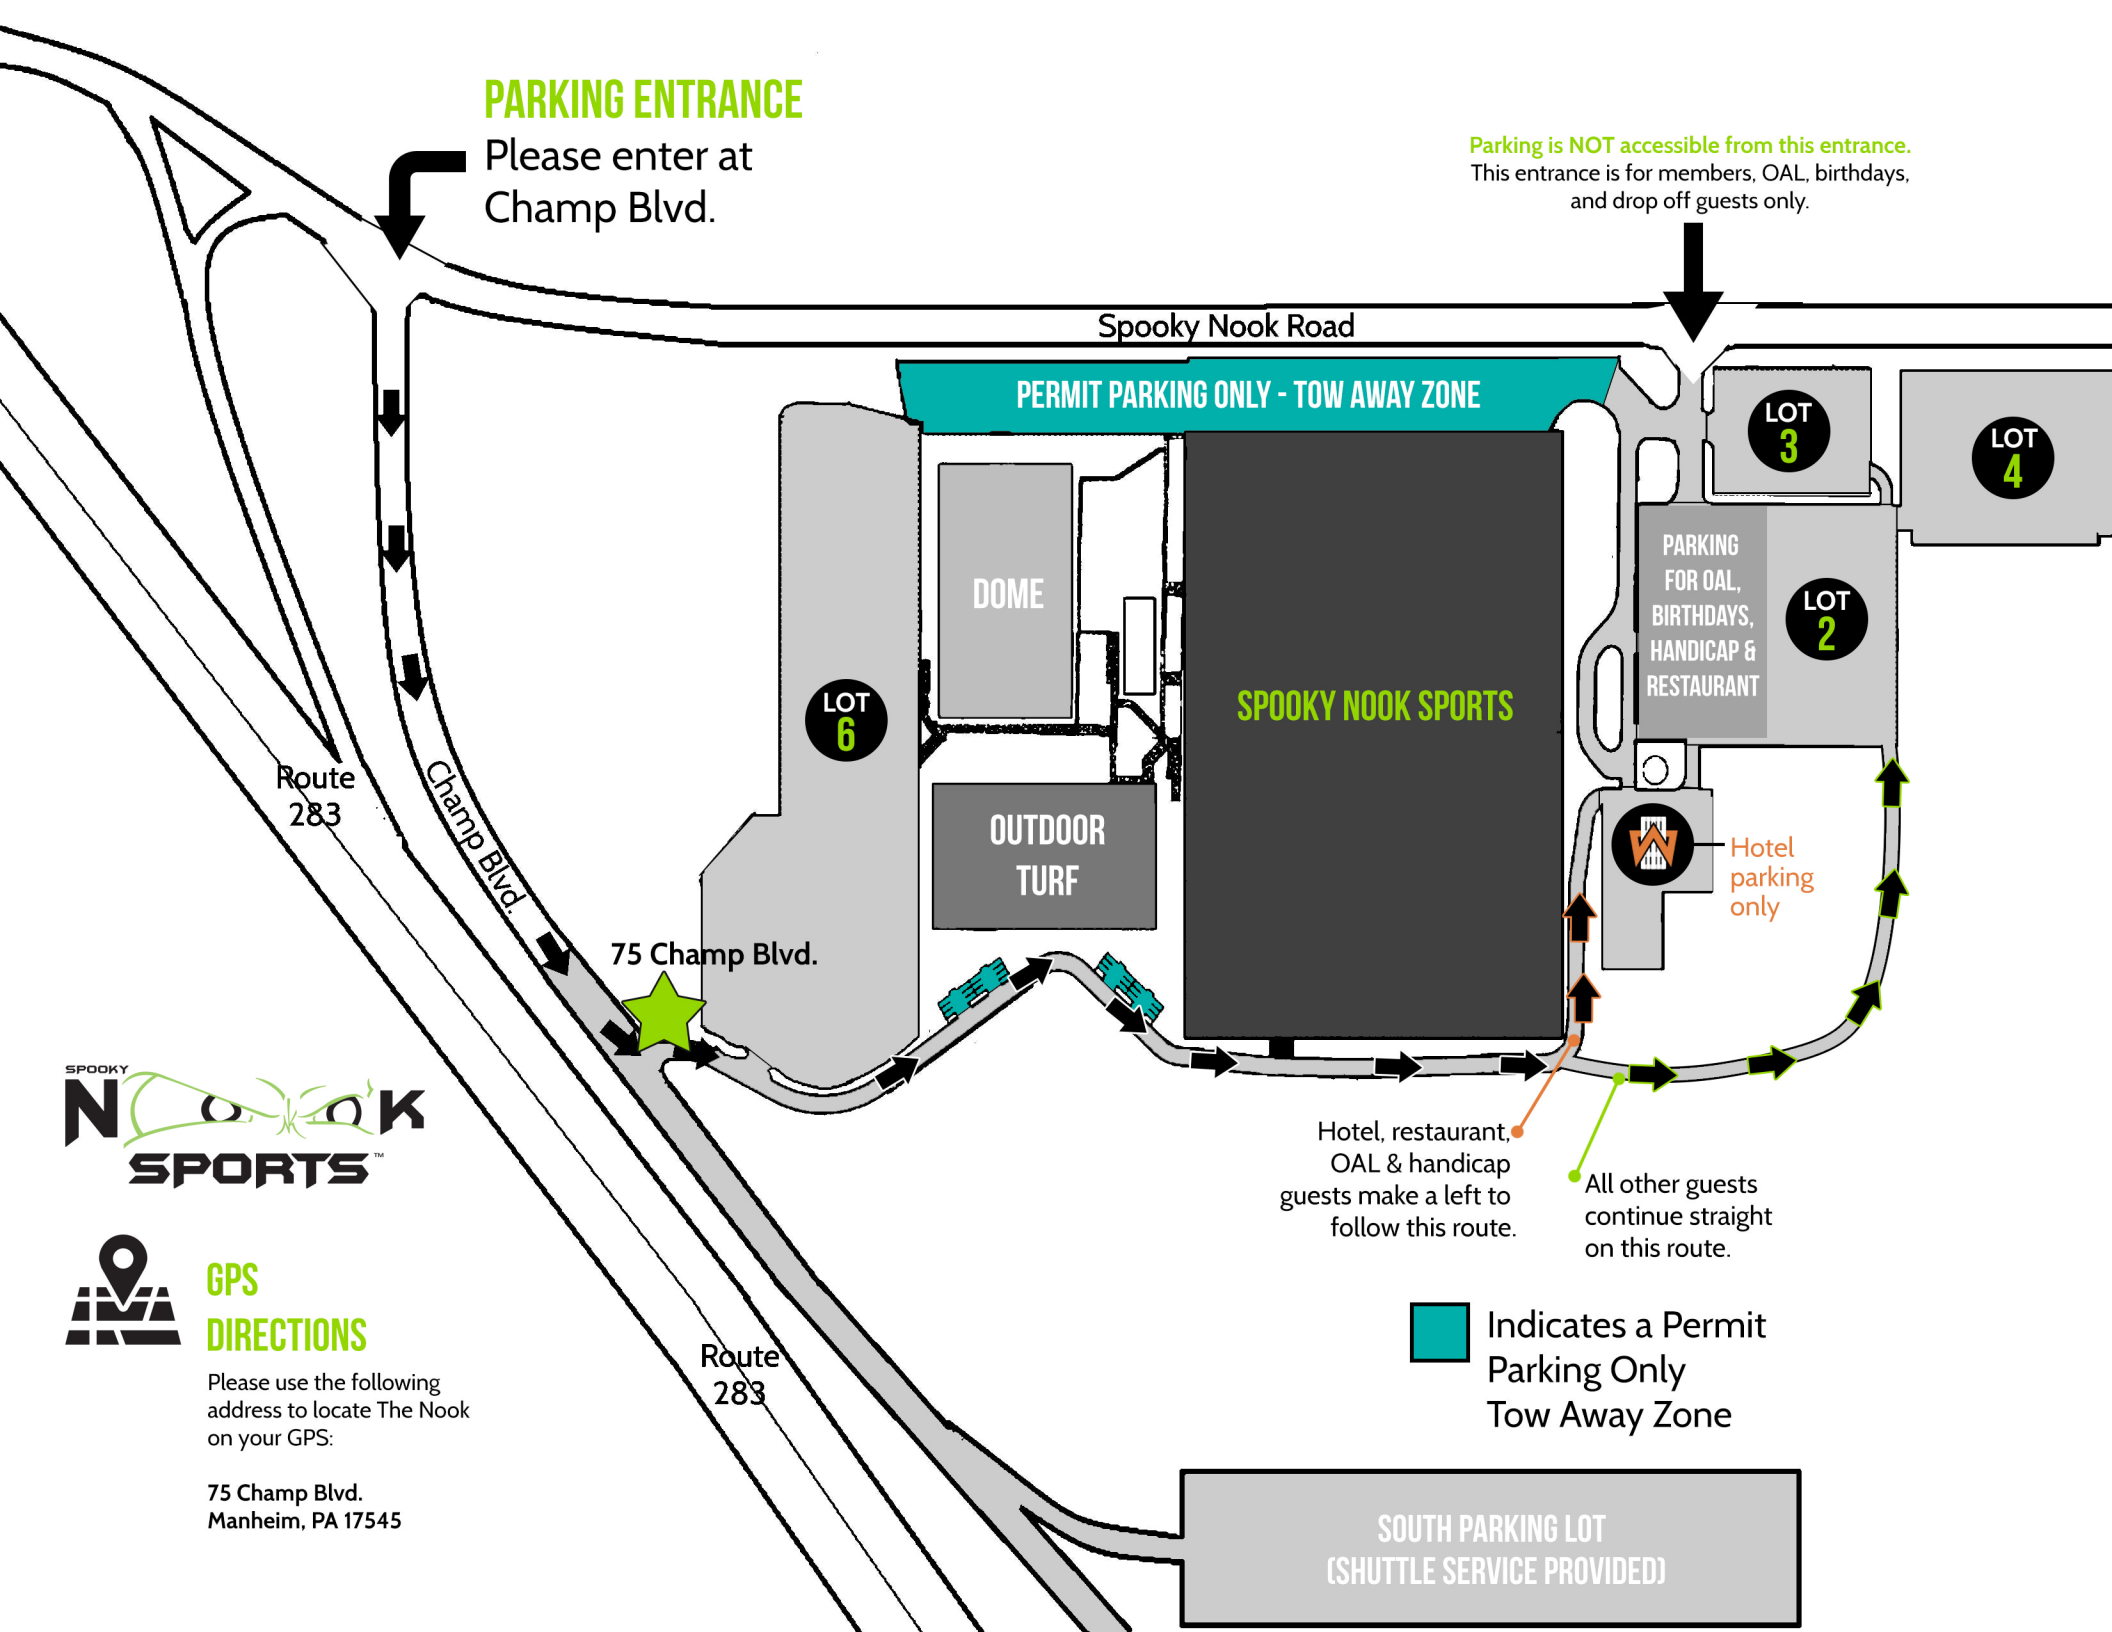 PARKING ENTRANCE
Please enter at
Champ Blvd.
Parking is NOT accessible from this entrance.
This entrance is for members, OAL, birthdays,
and drop off guests only.
Spooky Nook Road
PERMIT PARKING ONLY - TOW AWAY ZONE
LOT
3
LOT
4
PARKING
FOR OAL,
BIRTHDAYS,
HANDICAP &
RESTAURANT
LOT
2
DOME
LOT
6
SPOOKY NOOK SPORTS
Route
283
Champ Blvd.
OUTDOOR
TURF
Hotel
parking
only
75 Champ Blvd.
SPOOKY
NOOK
SPORTS™
Hotel, restaurant,
OAL & handicap
guests make a left to
follow this route.
All other guests
continue straight
on this route.
GPS
DIRECTIONS
Please use the following
address to locate The Nook
on your GPS:
75 Champ Blvd.
Manheim, PA 17545
Route
283
Indicates a Permit
Parking Only
Tow Away Zone
SOUTH PARKING LOT
(SHUTTLE SERVICE PROVIDED)